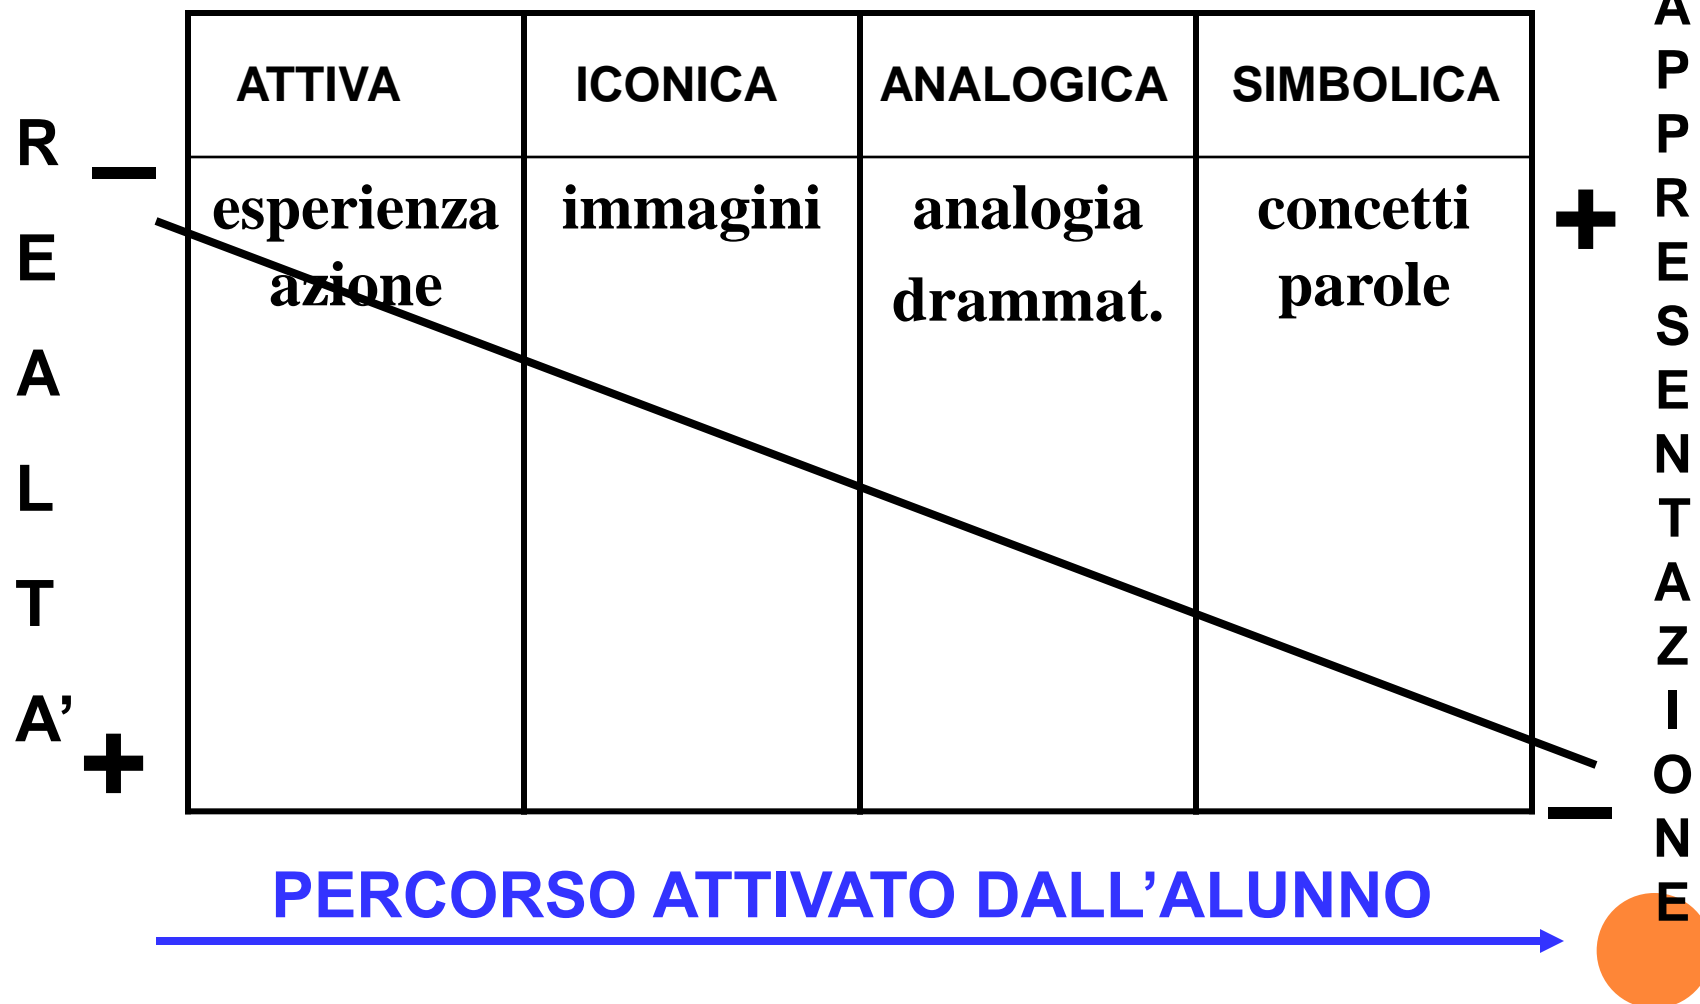 ATTIVA ICONICA ANALOGICA SIMBOLICA
esperienza immagini analogia concetti
azione drammat. parole
R
E
A
L
T
A’
–
+
+
–
A
P
P
R
E
S
E
N
T
A
Z
I
O
N
E
PERCORSO ATTIVATO DALL’ALUNNO